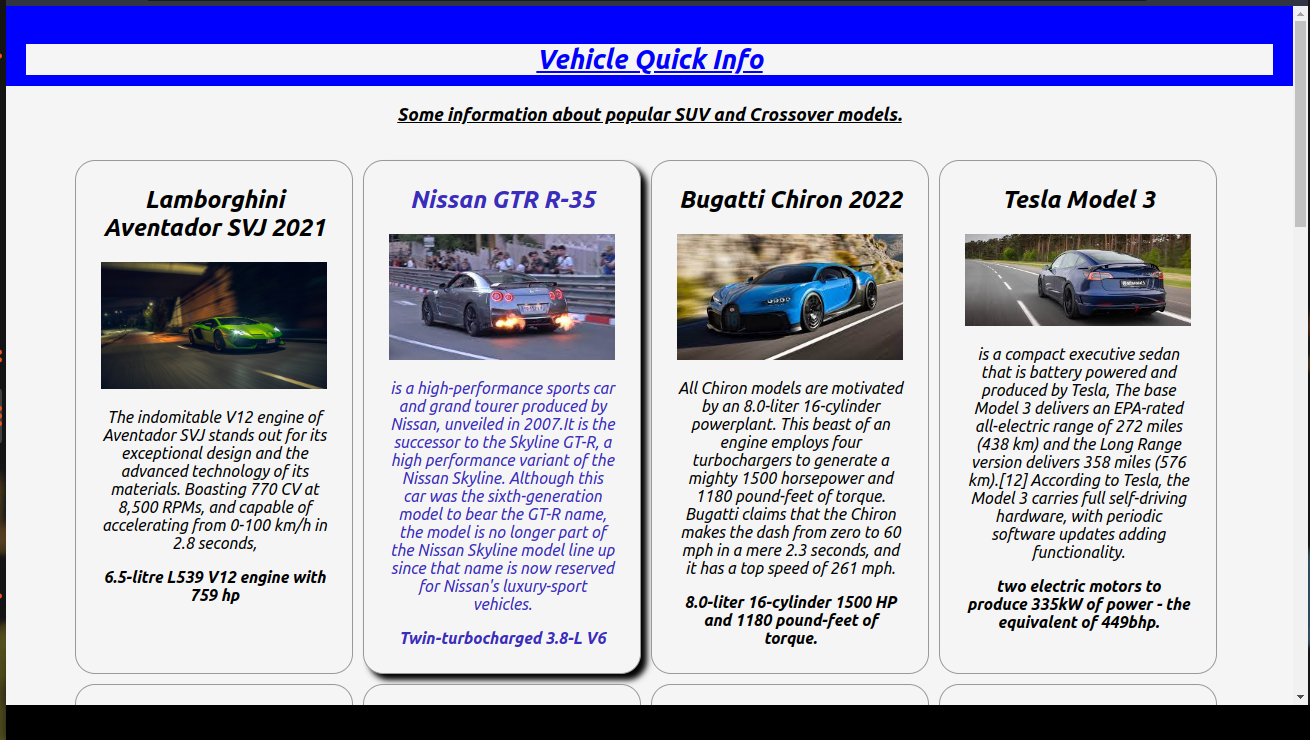 Vehicle Quick Info
Some information about popular SUV and Crossover models.
Lamborghini
Aventador SVJ 2021
The indomitable V12 engine of
Aventador SVJ stands out for its
exceptional design and the
advanced technology of its
materials. Boasting 770 CV at
8,500 RPMs, and capable of
accelerating from 0-100 km/h in
2.8 seconds,
6.5-litre L539 V12 engine with
759 hp
Nissan GTR R-35
is a high-performance sports car
and grand tourer produced by
Nissan, unveiled in 2007.It is the
successor to the Skyline GT-R, a
high performance variant of the
Nissan Skyline. Although this
car was the sixth-generation
model to bear the GT-R name,
the model is no longer part of
the Nissan Skyline model line up
since that name is now reserved
for Nissan's luxury-sport
vehicles.
Twin-turbocharged 3.8-L V6
Bugatti Chiron 2022
All Chiron models are motivated
by an 8.0-liter 16-cylinder
powerplant. This beast of an
engine employs four
turbochargers to generate a
mighty 1500 horsepower and
1180 pound-feet of torque.
Bugatti claims that the Chiron
makes the dash from zero to 60
mph in a mere 2.3 seconds, and
it has a top speed of 261 mph.
8.0-liter 16-cylinder 1500 HP
and 1180 pound-feet of
torque.
Tesla Model 3
is a compact executive sedan
that is battery powered and
produced by Tesla, The base
Model 3 delivers an EPA-rated
all-electric range of 272 miles
(438 km) and the Long Range
version delivers 358 miles (576
km).[12] According to Tesla, the
Model 3 carries full self-driving
hardware, with periodic
software updates adding
functionality.
two electric motors to
produce 335kW of power - the
equivalent of 449bhp.